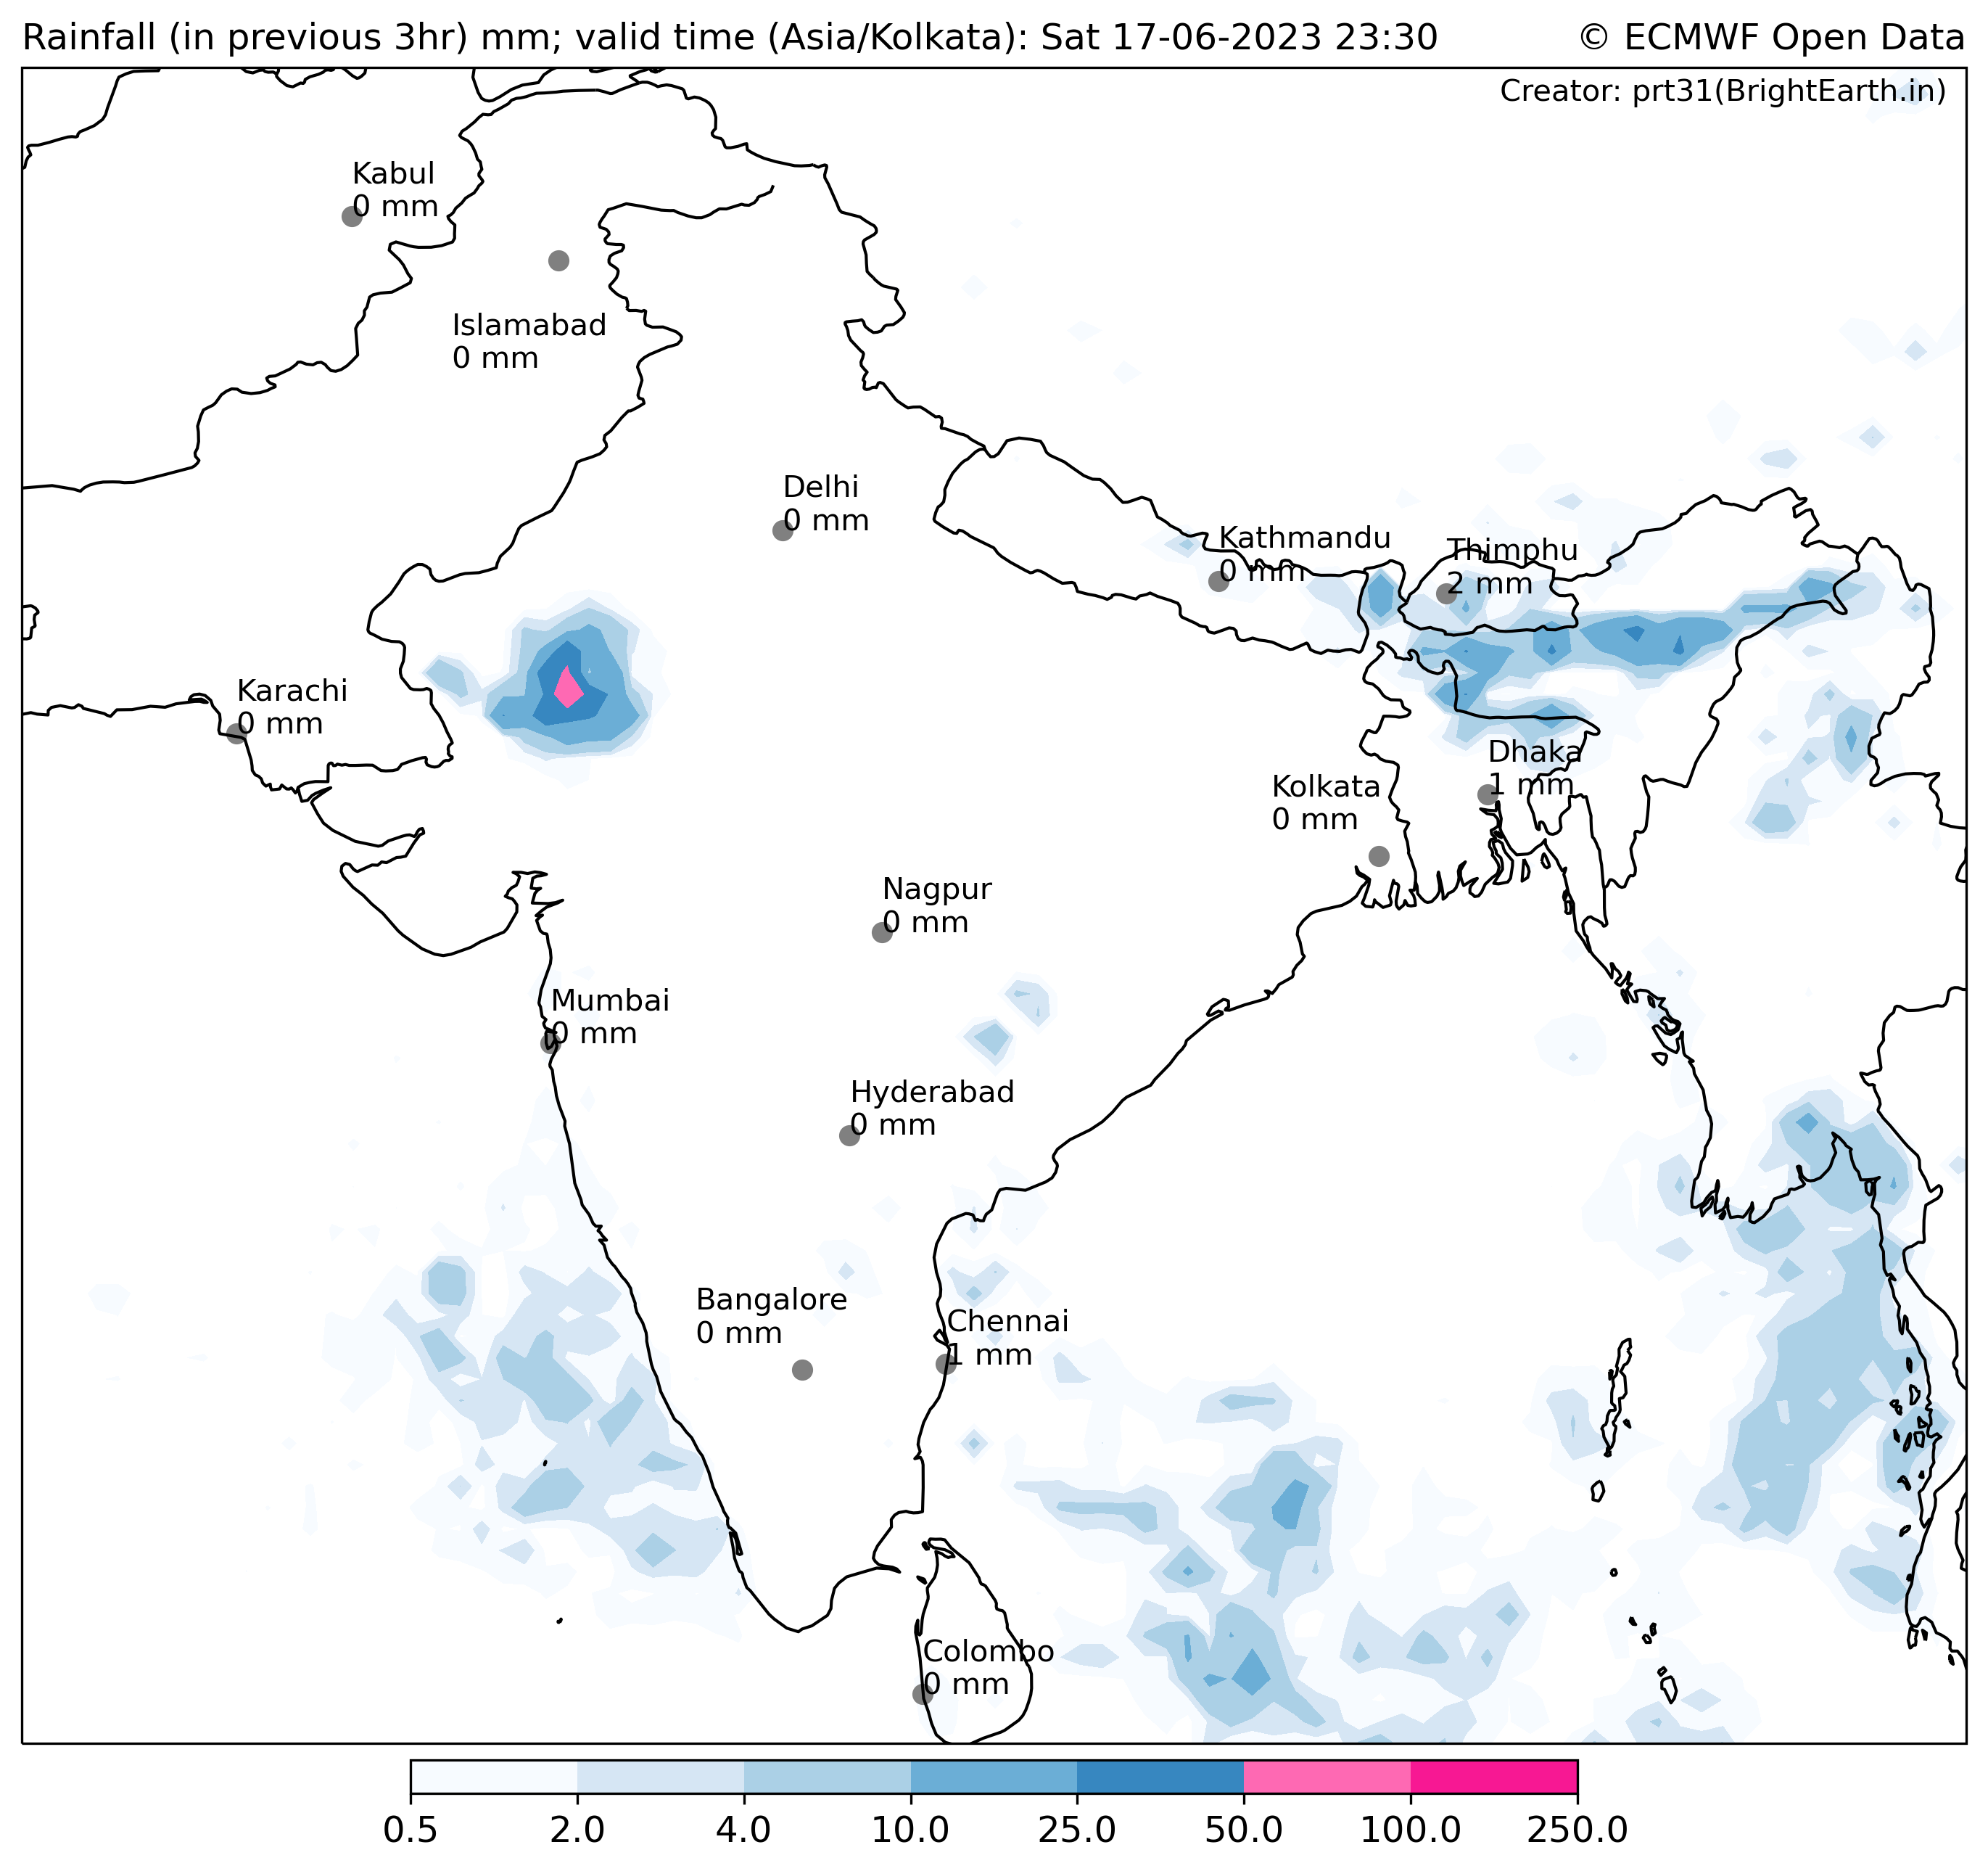 Rainfall (in previous 3hr) mm; valid time (Asia/Kolkata): Sat 17-06-2023 23:30
© ECMWF Open Data
Creator: prt31(BrightEarth.in)
Kabul
0 mm
Islamabad
0 mm
Delhi
0 mm
Kathmandu
0 mm
Thimphu
2 mm
Karachi
0 mm
Dhaka
1 mm
Kolkata
0 mm
Nagpur
0 mm
Mumbai
0 mm
Hyderabad
0 mm
Bangalore
0 mm
Chennai
1 mm
Colombo
0 mm
0.5 2.0 4.0 10.0 25.0 50.0 100.0 250.0